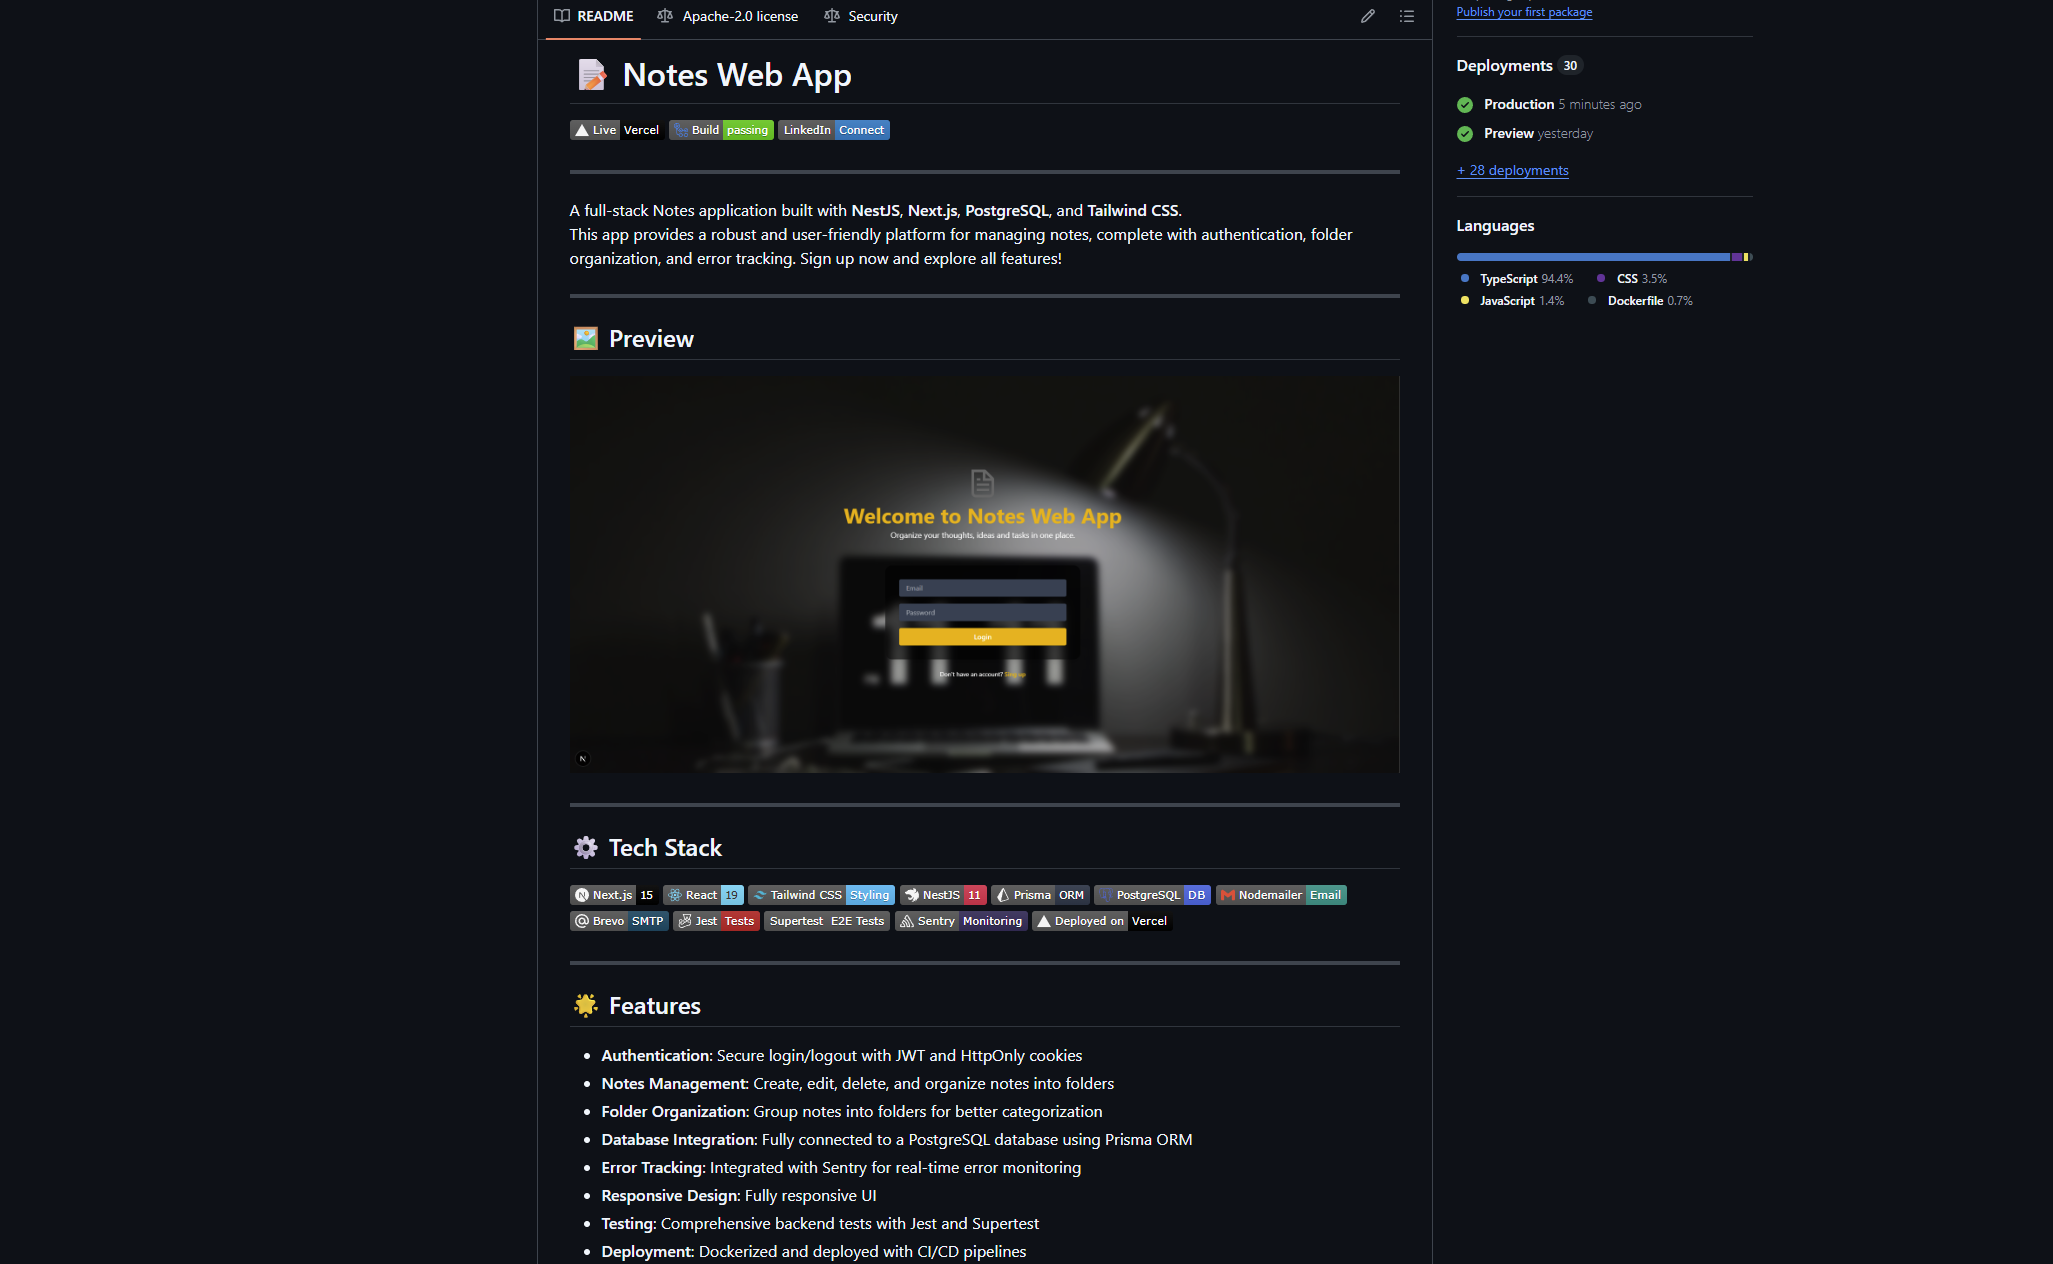 README
Apache-2.0 license
Security
Notes Web App
Live Vercel
Build passing
LinkedIn Connect
A full-stack Notes application built with NestJS, Next.js, PostgreSQL, and Tailwind CSS.
This app provides a robust and user-friendly platform for managing notes, complete with authentication, folder
organization, and error tracking. Sign up now and explore all features!
Preview
Welcome to Notes Web App
Organize your thoughts, ideas and tasks in one place.
Email
Password
Login
Don't have an account? Sign up
N
Tech Stack
Next.js 15 React 19 Tailwind CSS Styling NestJS 11 Prisma ORM PostgreSQL DB Nodemailer Email
Brevo SMTP Jest Tests Supertest E2E Tests Sentry Monitoring Deployed on Vercel
Features
Authentication: Secure login/logout with JWT and HttpOnly cookies
Notes Management: Create, edit, delete, and organize notes into folders
Folder Organization: Group notes into folders for better categorization
Database Integration: Fully connected to a PostgreSQL database using Prisma ORM
Error Tracking: Integrated with Sentry for real-time error monitoring
Responsive Design: Fully responsive UI
Testing: Comprehensive backend tests with Jest and Supertest
Deployment: Dockerized and deployed with CI/CD pipelines
Publish your first package
Deployments 30
Production 5 minutes ago
Preview yesterday
+ 28 deployments
Languages
TypeScript 94.4% CSS 3.5%
JavaScript 1.4% Dockerfile 0.7%